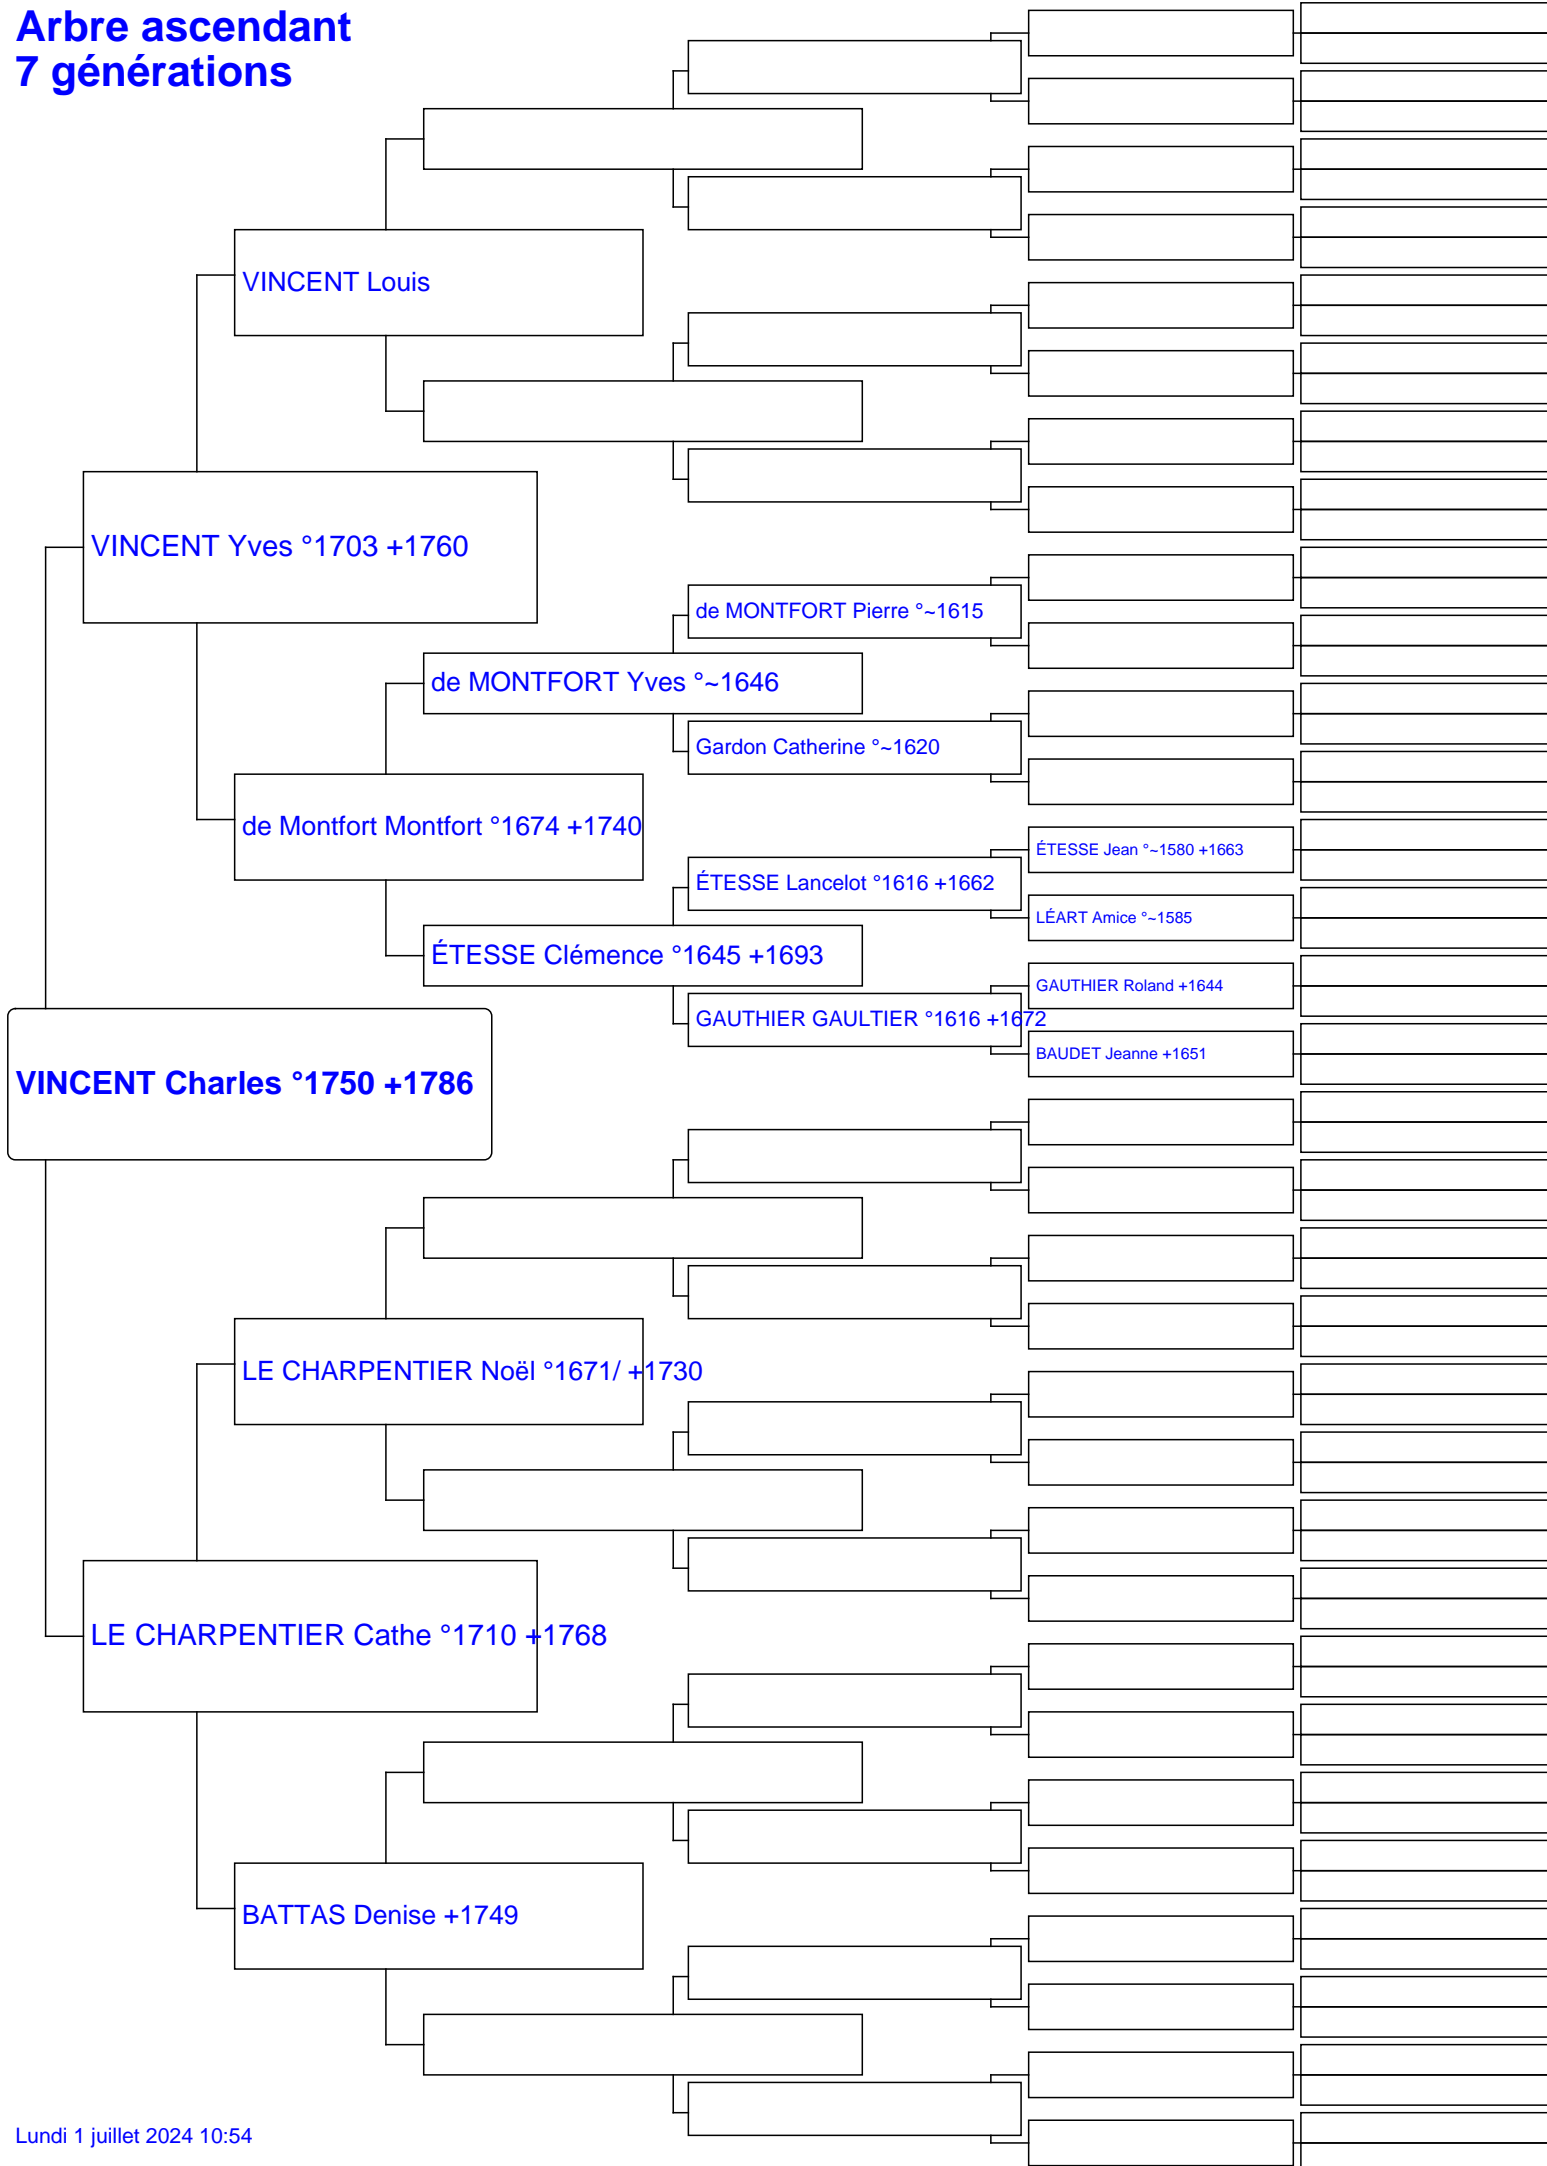 Arbre ascendant
7 générations
VINCENT Louis
VINCENT Yves °1703 +1760
de MONTFORT Pierre °~1615
de MONTFORT Yves °~1646
Gardon Catherine °~1620
de Montfort Montfort °1674 +1740
ÉTESSE Jean °~1580 +1663
ÉTESSE Lancelot °1616 +1662
LÉART Amice °~1585
ÉTESSE Clémence °1645 +1693
GAUTHIER Roland +1644
GAUTHIER GAULTIER °1616 +1672
BAUDET Jeanne +1651
VINCENT Charles °1750 +1786
LE CHARPENTIER Noël °1671/ +1730
LE CHARPENTIER Cathe °1710 +1768
BATTAS Denise +1749
Lundi 1 juillet 2024 10:54